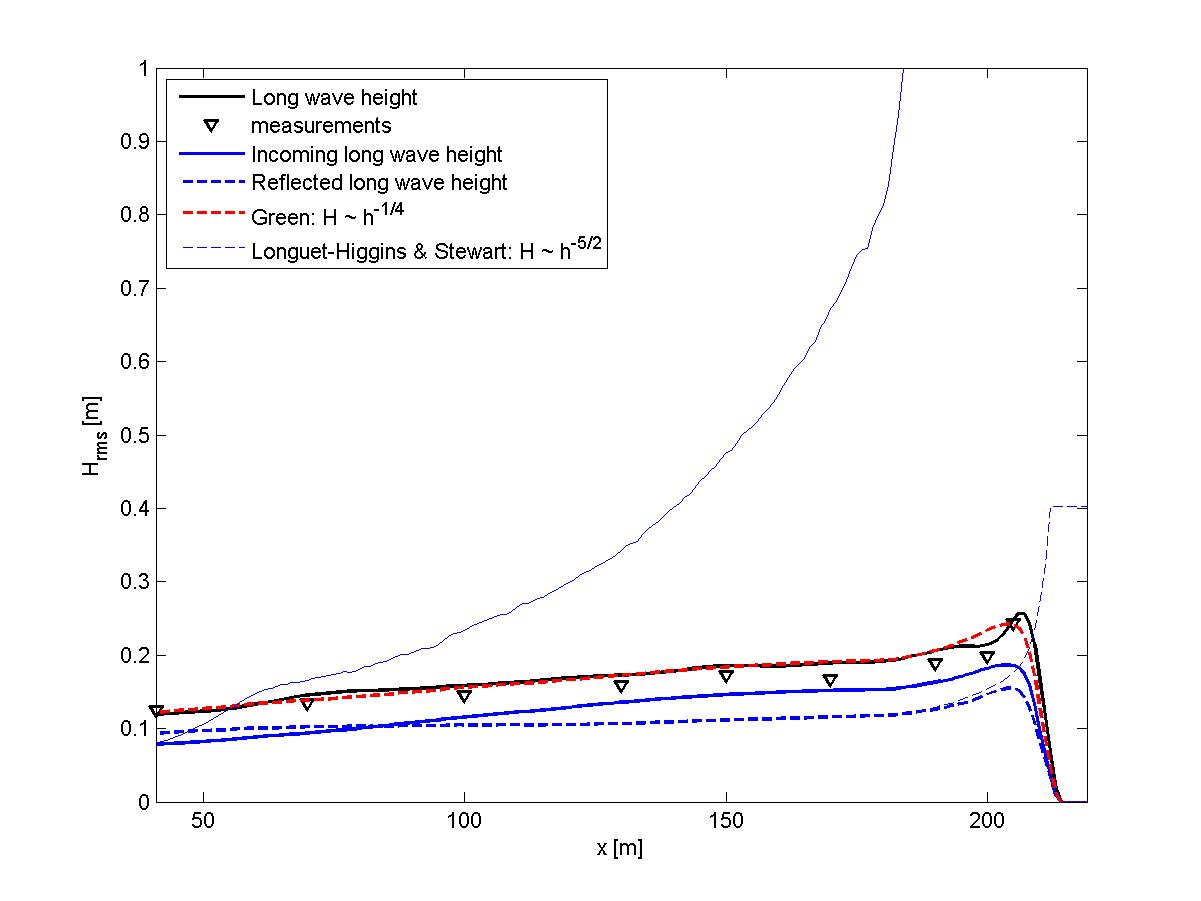 1
0.9
0.8
0.7
0.6
0.5
0.4
0.3
0.2
0.1
0
Hrms [m]
Long wave height
measurements
Incoming long wave height
Reflected long wave height
Green: H ~ h-1/4
Longuet-Higgins & Stewart: H ~ h-5/2
50 100 150 200
x [m]